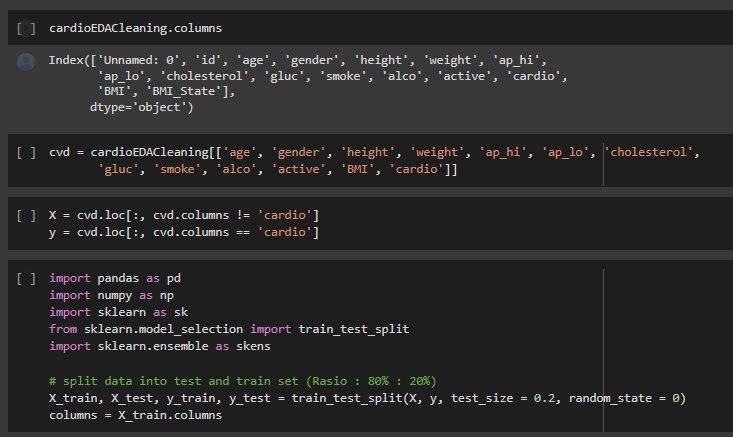 [ ] cardioEDACleaning.columns
Index(['Unnamed: 0', 'id', 'age', 'gender', 'height', 'weight', 'ap_hi',
'ap_lo', 'cholesterol', 'gluc', 'smoke', 'alco', 'active', 'cardio',
'BMI', 'BMI_State'],
dtype='object')
[ ] cvd = cardioEDACleaning[['age', 'gender', 'height', 'weight', 'ap_hi', 'ap_lo', 'cholesterol',
'gluc', 'smoke', 'alco', 'active', 'BMI', 'cardio']]
[ ] X = cvd.loc[:, cvd.columns != 'cardio']
y = cvd.loc[:, cvd.columns == 'cardio']
[ ] import pandas as pd
import numpy as np
import sklearn as sk
from sklearn.model_selection import train_test_split
import sklearn.ensemble as skens
# split data into test and train set (Rasio : 80% : 20%)
X_train, X_test, y_train, y_test = train_test_split(X, y, test_size = 0.2, random_state = 0)
columns = X_train.columns